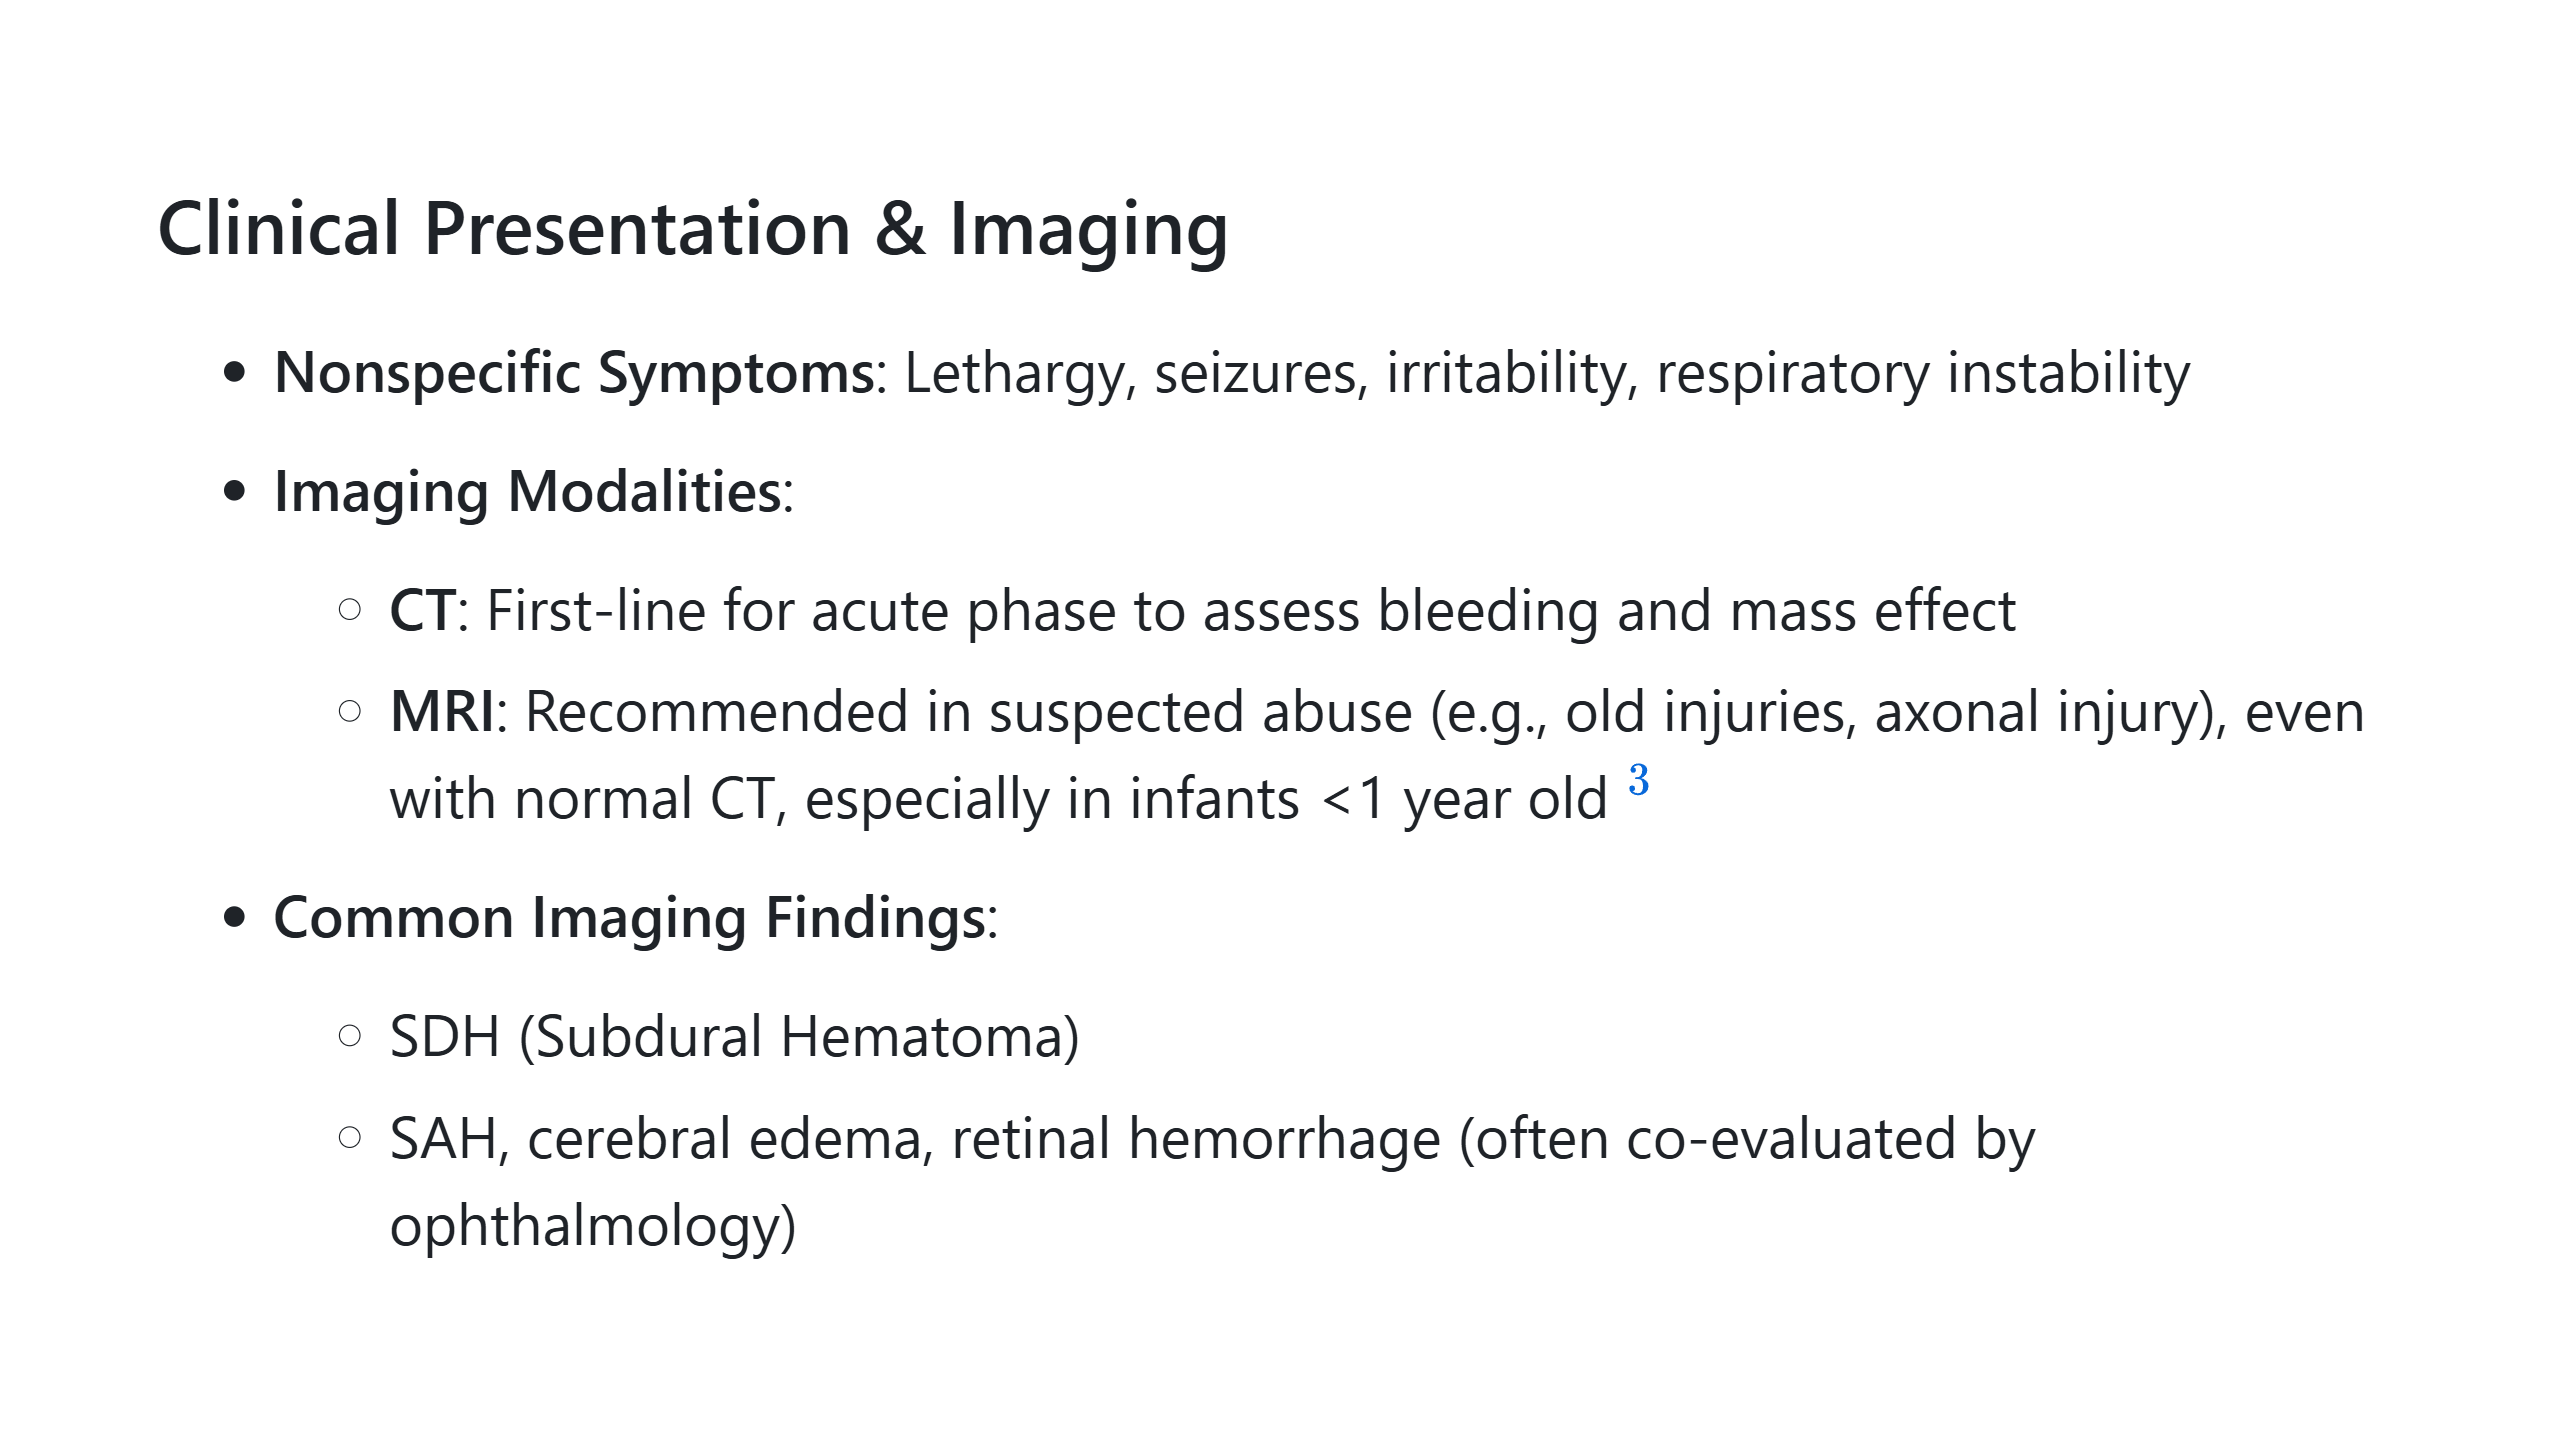 Clinical Presentation & Imaging
• Nonspecific Symptoms: Lethargy, seizures, irritability, respiratory instability
• Imaging Modalities:
○ CT: First-line for acute phase to assess bleeding and mass effect
○ MRI: Recommended in suspected abuse (e.g., old injuries, axonal injury), even
with normal CT, especially in infants <1 year old 3
• Common Imaging Findings:
○ SDH (Subdural Hematoma)
○ SAH, cerebral edema, retinal hemorrhage (often co-evaluated by
ophthalmology)